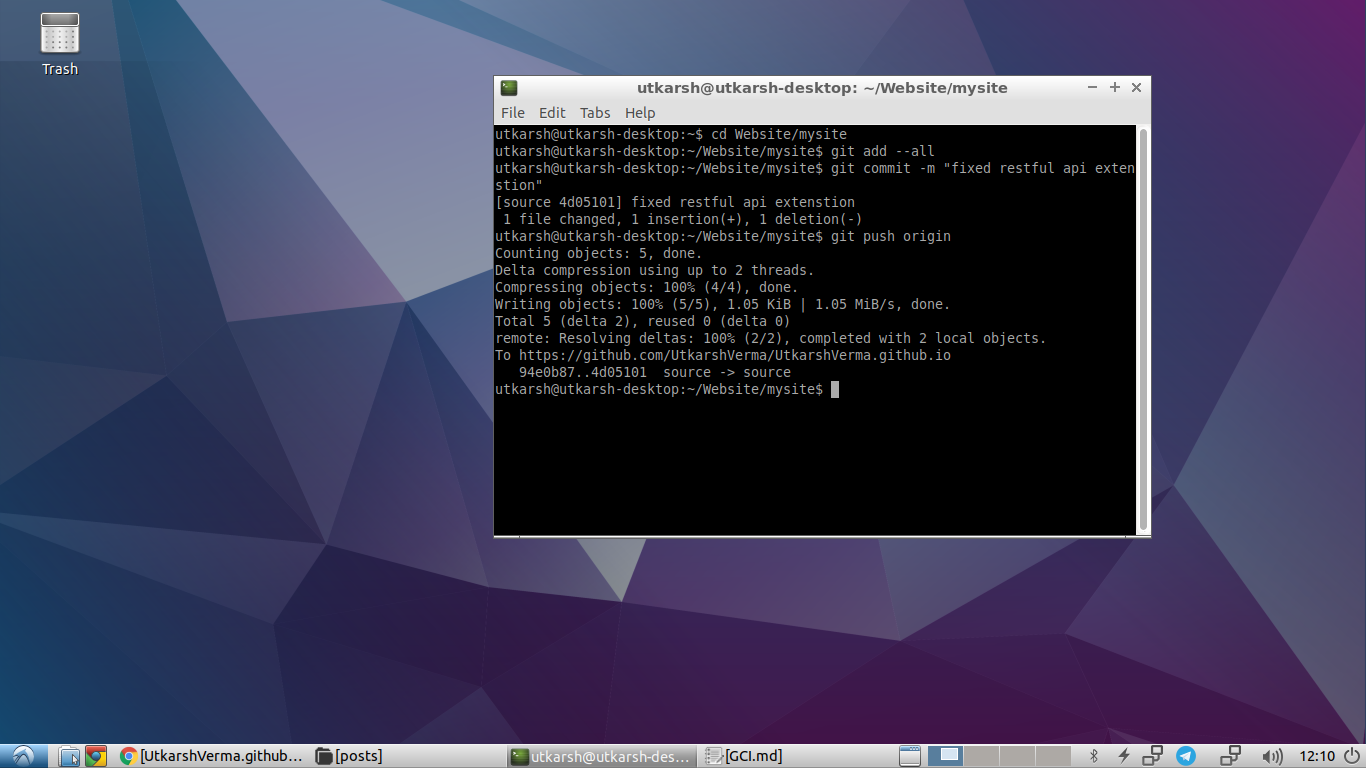 Trash
utkarsh@utkarsh-desktop: ~/Website/mysite
File Edit Tabs Help
utkarsh@utkarsh-desktop:~$ cd Website/mysite
utkarsh@utkarsh-desktop:~/Website/mysite$ git add --all
utkarsh@utkarsh-desktop:~/Website/mysite$ git commit -m "fixed restful api exten
stion"
[source 4d05101] fixed restful api extenstion
 1 file changed, 1 insertion(+), 1 deletion(-)
utkarsh@utkarsh-desktop:~/Website/mysite$ git push origin
Counting objects: 5, done.
Delta compression using up to 2 threads.
Compressing objects: 100% (4/4), done.
Writing objects: 100% (5/5), 1.05 KiB | 1.05 MiB/s, done.
Total 5 (delta 2), reused 0 (delta 0)
remote: Resolving deltas: 100% (2/2), completed with 2 local objects.
To https://github.com/UtkarshVerma/UtkarshVerma.github.io
   94e0b87..4d05101  source -> source
utkarsh@utkarsh-desktop:~/Website/mysite$
[UtkarshVerma.github... [posts] utkarsh@utkarsh-des... [GCI.md] 12:10